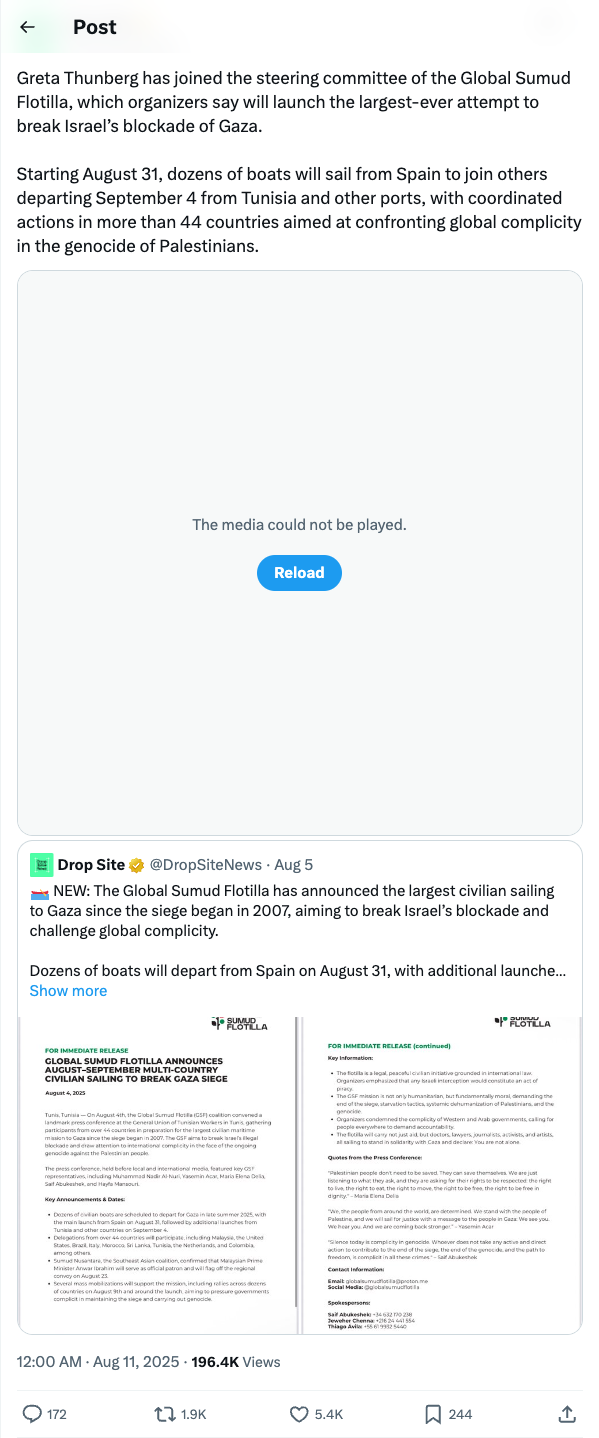 Post
Greta Thunberg has joined the steering committee of the Global Sumud
Flotilla, which organizers say will launch the largest-ever attempt to
break Israel’s blockade of Gaza.
Starting August 31, dozens of boats will sail from Spain to join others
departing September 4 from Tunisia and other ports, with coordinated
actions in more than 44 countries aimed at confronting global complicity
in the genocide of Palestinians.
The media could not be played.
Reload
Drop Site @DropSiteNews · Aug 5
NEW: The Global Sumud Flotilla has announced the largest civilian sailing
to Gaza since the siege began in 2007, aiming to break Israel’s blockade and
challenge global complicity.
Dozens of boats will depart from Spain on August 31, with additional launche...
Show more
SUMUD
FLOTILLA
FOR IMMEDIATE RELEASE
GLOBAL SUMUD FLOTILLA ANNOUNCES
AUGUST–SEPTEMBER MULTI-COUNTRY
CIVILIAN SAILING TO BREAK GAZA SIEGE
August 4, 2025
Tunis, Tunisia — On August 4th, the Global Sumud Flotilla (GSF) coalition convened a
landmark press conference at the General Union of Tunisian Workers in Tunis, gathering
participants from over 44 countries in preparation for the largest civilian maritime
mission to Gaza since the siege began in 2007. The GSF aims to break Israel's illegal
blockade and draw attention to international complicity in the face of the ongoing
genocide against the Palestinian people.
The press conference, held before local and international media, featured key GSF
representatives, including Muhammad Nadir Al-Nuri, Yasemin Acar, Maria Elena Delia,
Saif Abukeshek, and Hayfa Mansouri.
Key Announcements & Dates:
• Dozens of civilian boats are scheduled to depart for Gaza in late summer 2025, with
the main launch from Spain on August 31, followed by additional launches from
Tunisia and other countries on September 4.
• Delegations from over 44 countries will participate, including Malaysia, the United
States, Brazil, Italy, Morocco, Sri Lanka, Tunisia, the Netherlands, and Colombia,
among others.
• Sumud Nusantara, the Southeast Asian coalition, confirmed that Malaysian Prime
Minister Anwar Ibrahim will serve as official patron and will flag off the regional
convoy on August 23.
• Several mass mobilizations will support the mission, including rallies across dozens
of countries on August 9th and around the launch, aiming to pressure governments
complicit in maintaining the siege and carrying out genocide.
SUMUD
FLOTILLA
FOR IMMEDIATE RELEASE (continued)
Key Information:
• The flotilla is a legal, peaceful civilian initiative grounded in international law.
Organizers emphasized that any Israeli interception would constitute an act of
piracy.
• The GSF mission is not only humanitarian, but fundamentally moral, demanding the
end of the siege, starvation tactics, systemic dehumanization of Palestinians, and the
genocide.
• Organizers condemned the complicity of Western and Arab governments, calling for
people everywhere to demand accountability.
• The flotilla will carry not just aid, but doctors, lawyers, journalists, activists, and artists,
all sailing to stand in solidarity with Gaza and declare: You are not alone.
Quotes from the Press Conference:
"Palestinian people don't need to be saved. They can save themselves. We are just
listening to what they ask, and they are asking for their rights to be respected: the right
to live, the right to eat, the right to move, the right to be free, the right to be free in
dignity." - Maria Elena Delia
"We, the people from around the world, are determined. We stand with the people of
Palestine, and we will sail for justice with a message to the people in Gaza. We see you.
We hear you. And we are coming back stronger." - Yasemin Acar
"Silence today is complicity in genocide. Whoever does not take any active and direct
action to contribute to the end of the siege, the end of the genocide, and the path to
freedom, is complicit in all these crimes." - Saif Abukeshek
Contact Information:
Email: globalsumudflotilla@proton.me
Social Media: @globalsumudflotilla
Spokespersons:
Saif Abukeshek: +34 632 170 238
Jeweher Chenna: +216 24 441 554
Thiago Avila: +55 61 9932 5440
12:00 AM · Aug 11, 2025 · 196.4K Views
172 1.9K 5.4K 244